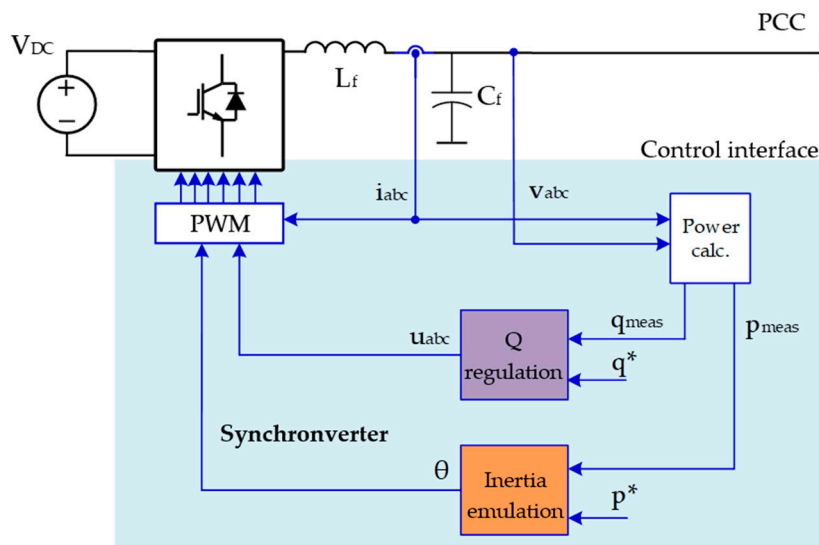 PCC
VDC
Lf
Cf
Control interface
iabc
vabc
PWM
Power
calc.
qmeas
pmeas
uabc
Q
regulation
q*
Synchronverter
θ
Inertia
emulation
p*